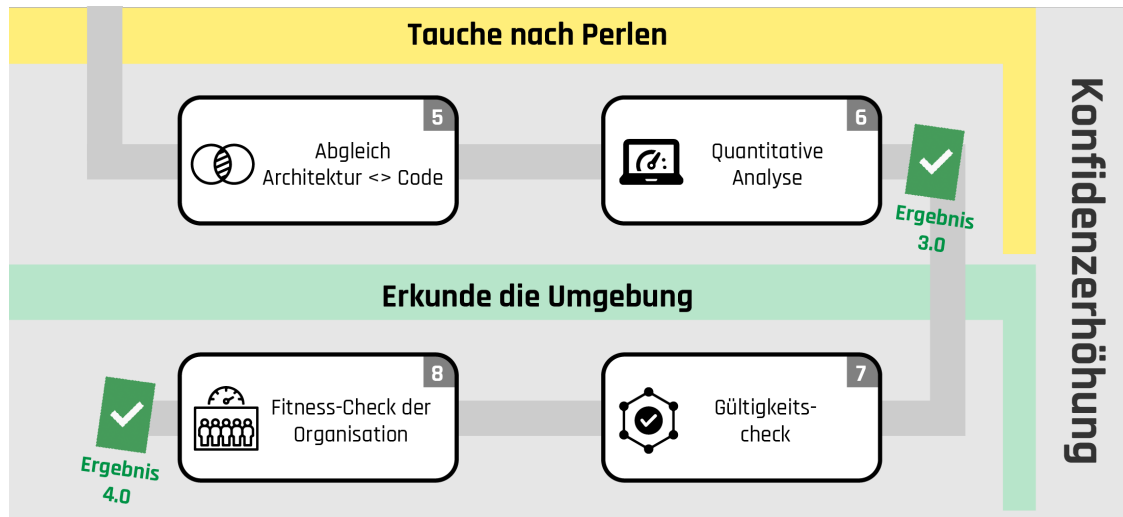 Tauche nach Perlen
5
Abgleich
Architektur <> Code
6
Quantitative
Analyse
Ergebnis
3.0
Erkunde die Umgebung
8
Fitness-Check der
Organisation
7
Gültigkeits-
check
Ergebnis
4.0
Konfidenzerhöhung